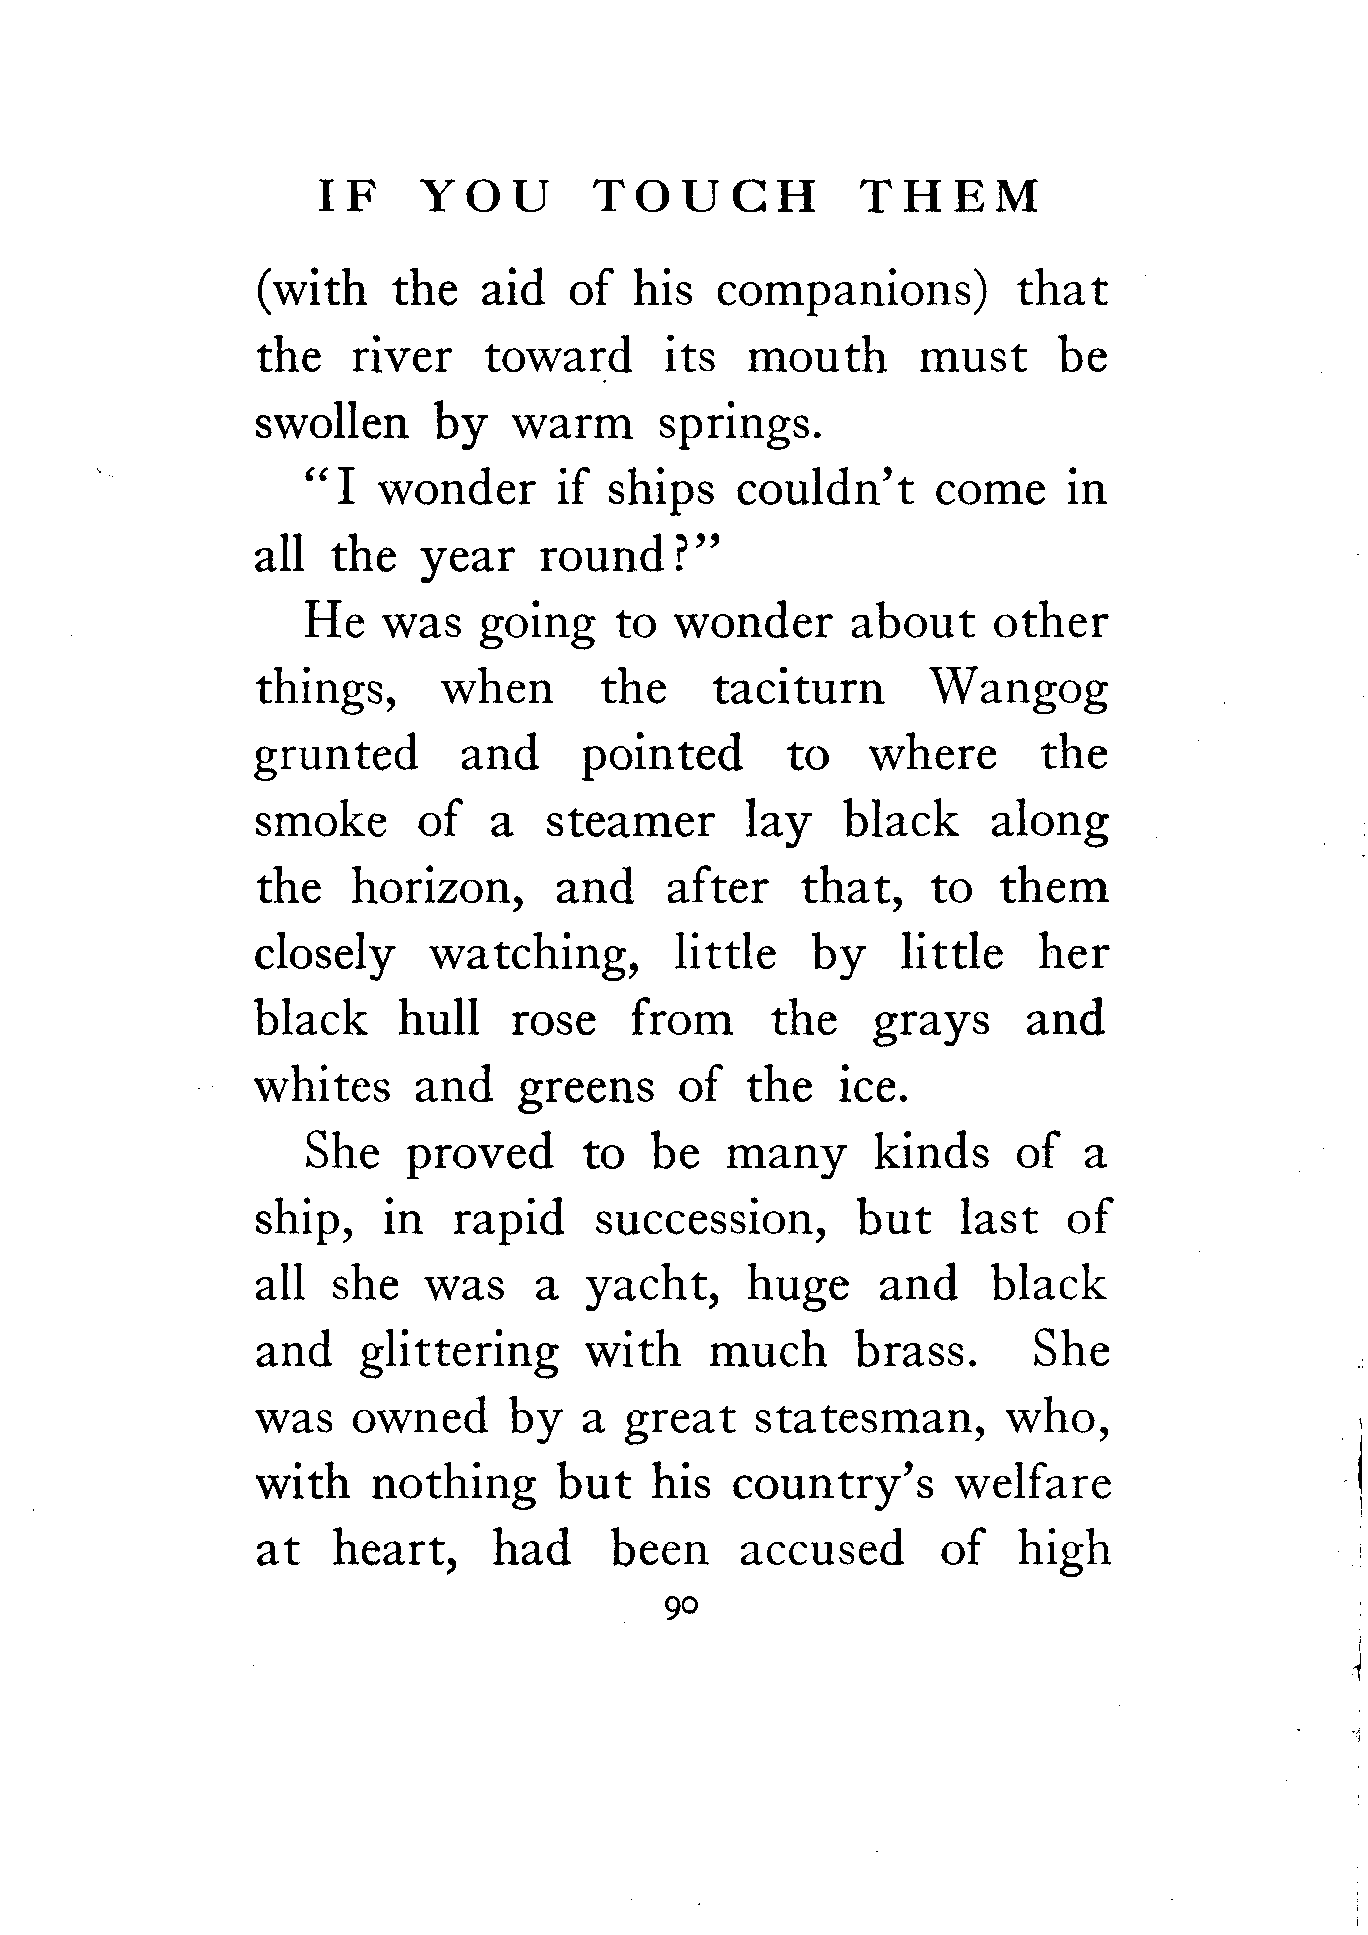 IF YOU TOUCH THEM
(with the aid of his companions) that
the river toward its mouth must be
swollen by warm springs.
“I wonder if ships couldn’t come in
all the year round?”
He was going to wonder about other
things, when the taciturn Wangog
grunted and pointed to where the
smoke of a steamer lay black along
the horizon, and after that, to them
closely watching, little by little her
black hull rose from the grays and
whites and greens of the ice.
She proved to be many kinds of a
ship, in rapid succession, but last of
all she was a yacht, huge and black
and glittering with much brass. She
was owned by a great statesman, who,
with nothing but his country’s welfare
at heart, had been accused of high
90